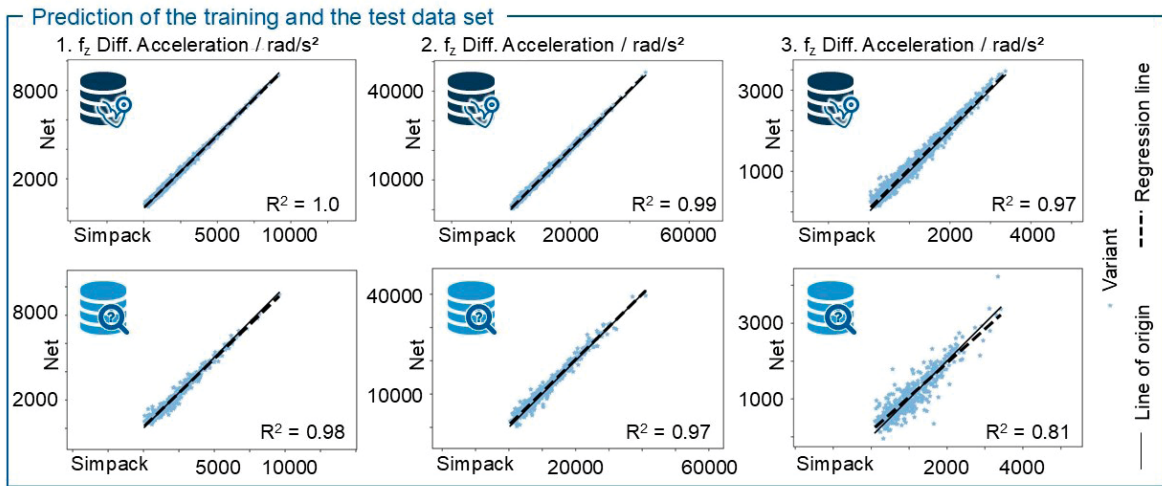 Prediction of the training and the test data set
1. f_z Diff. Acceleration / rad/s²
2. f_z Diff. Acceleration / rad/s²
3. f_z Diff. Acceleration / rad/s²
8000
Net
2000
R² = 1.0
Simpack 5000 10000
40000
Net
10000
R² = 0.99
Simpack 20000 60000
3000
Net
1000
R² = 0.97
Simpack 2000 4000
8000
Net
2000
?
R² = 0.98
Simpack 5000 10000
40000
Net
10000
?
R² = 0.97
Simpack 20000 60000
3000
Net
1000
?
R² = 0.81
Simpack 2000 4000
Variant
Line of origin
Regression line